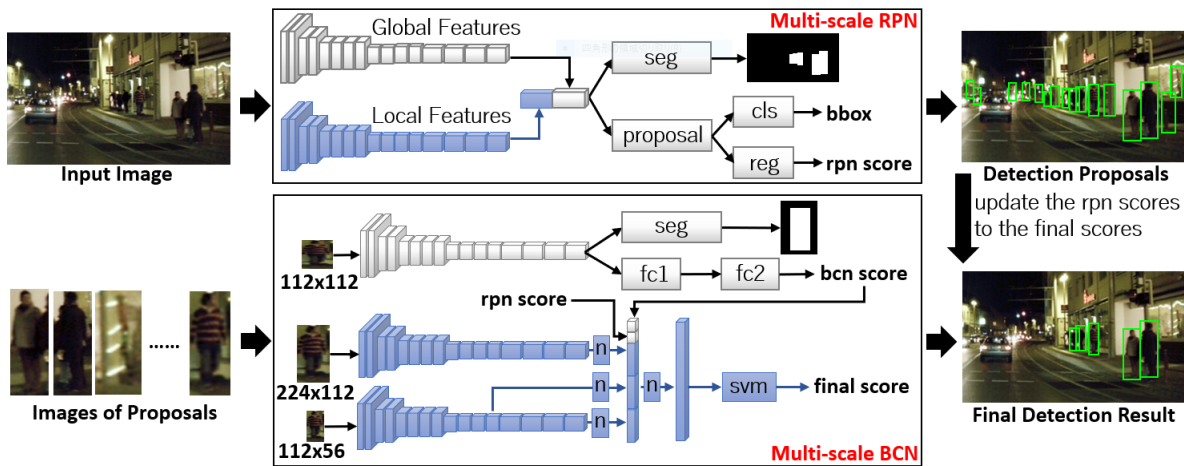 Multi-scale RPN
Global Features
seg
Local Features
proposal
cls
bbox
reg
rpn score
Input Image
Detection Proposals
update the rpn scores
to the final scores
112x112
seg
fc1
fc2
bcn score
rpn score
224x112
n
n
n
n
svm
final score
112x56
Images of Proposals
......
Multi-scale BCN
Final Detection Result